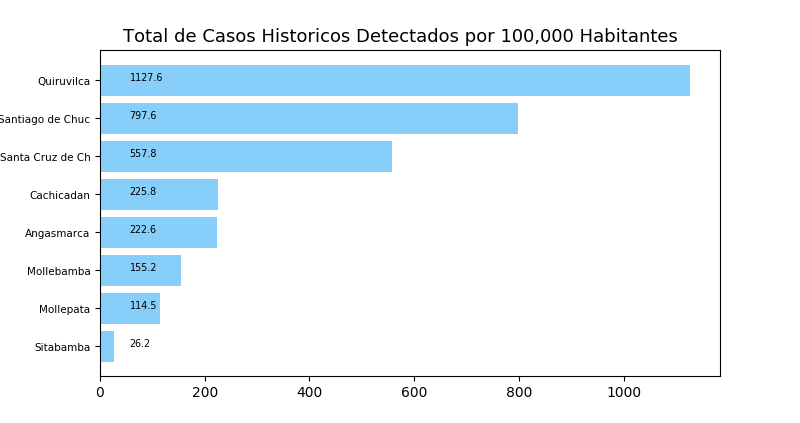 Total de Casos Historicos Detectados por 100,000 Habitantes
Quiruvilca 1127.6
Santiago de Chuc 797.6
Santa Cruz de Ch 557.8
Cachicadan 225.8
Angasmarca 222.6
Mollebamba 155.2
Mollepata 114.5
Sitabamba 26.2
0 200 400 600 800 1000